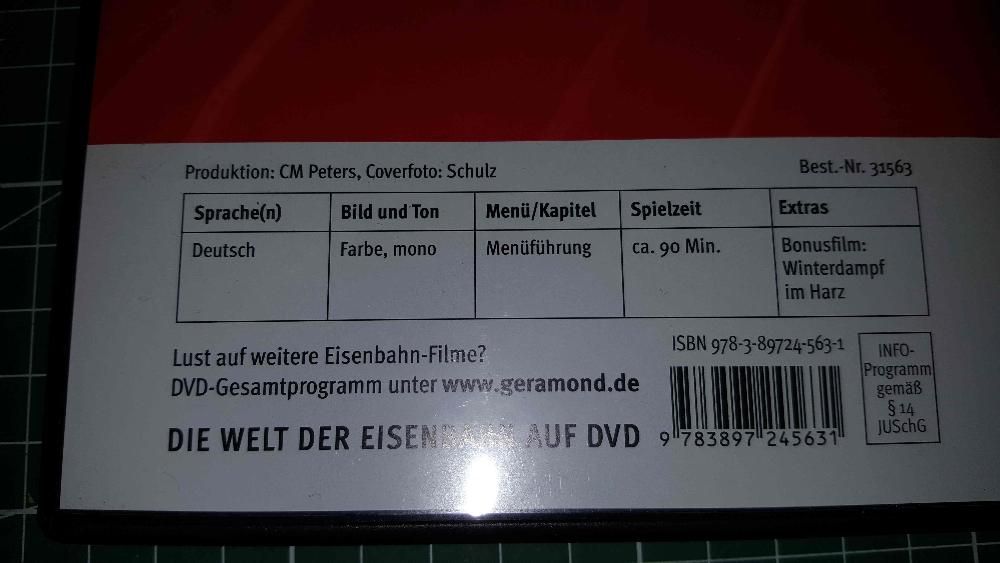 Produktion: CM Peters, Coverfoto: Schulz
Best.-Nr. 31563
Sprache(n) Bild und Ton Menü/Kapitel Spielzeit Extras
Deutsch Farbe, mono Menüführung ca. 90 Min. Bonusfilm:
Winterdampf
im Harz
Lust auf weitere Eisenbahn-Filme?
DVD-Gesamtprogramm unter www.geramond.de
DIE WELT DER EISENBAHN AUF DVD
ISBN 978-3-89724-563-1
9 783897 245631
INFO-
Programm
gemäß
§ 14
JUSchG